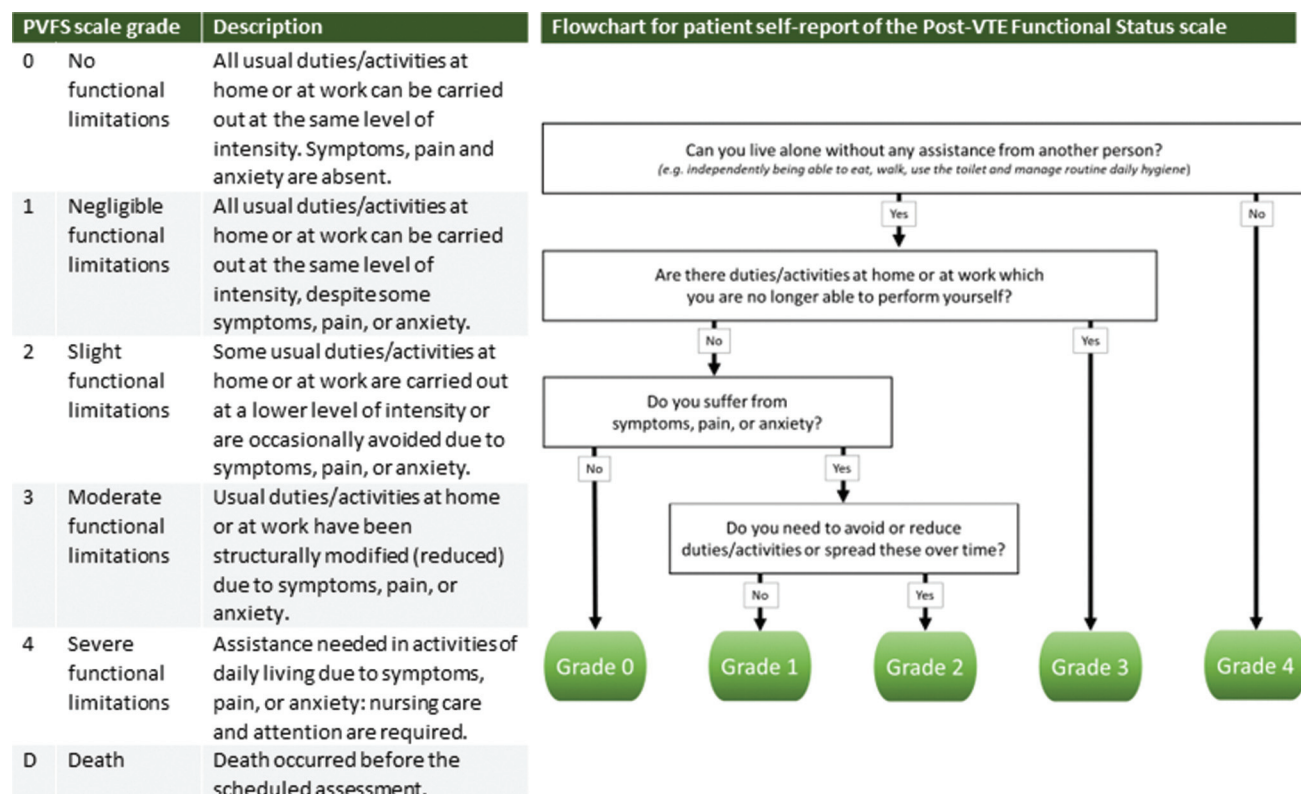 PVFS scale grade Description
0 No functional limitations
All usual duties/activities at
home or at work can be carried
out at the same level of
intensity. Symptoms, pain and
anxiety are absent.
1 Negligible functional limitations
All usual duties/activities at
home or at work can be carried
out at the same level of
intensity, despite some
symptoms, pain, or anxiety.
2 Slight functional limitations
Some usual duties/activities at
home or at work are carried out
at a lower level of intensity or
are occasionally avoided due to
symptoms, pain, or anxiety.
3 Moderate functional limitations
Usual duties/activities at home
or at work have been
structurally modified (reduced)
due to symptoms, pain, or
anxiety.
4 Severe functional limitations
Assistance needed in activities of
daily living due to symptoms,
pain, or anxiety: nursing care
and attention are required.
D Death
Death occurred before the
scheduled assessment.
Flowchart for patient self-report of the Post-VTE Functional Status scale
Can you live alone without any assistance from another person?
(e.g. independently being able to eat, walk, use the toilet and manage routine daily hygiene)
Yes
No
Are there duties/activities at home or at work which
you are no longer able to perform yourself?
No
Yes
Do you suffer from
symptoms, pain, or anxiety?
No
Yes
Do you need to avoid or reduce
duties/activities or spread these over time?
No
Yes
Grade 0
Grade 1
Grade 2
Grade 3
Grade 4